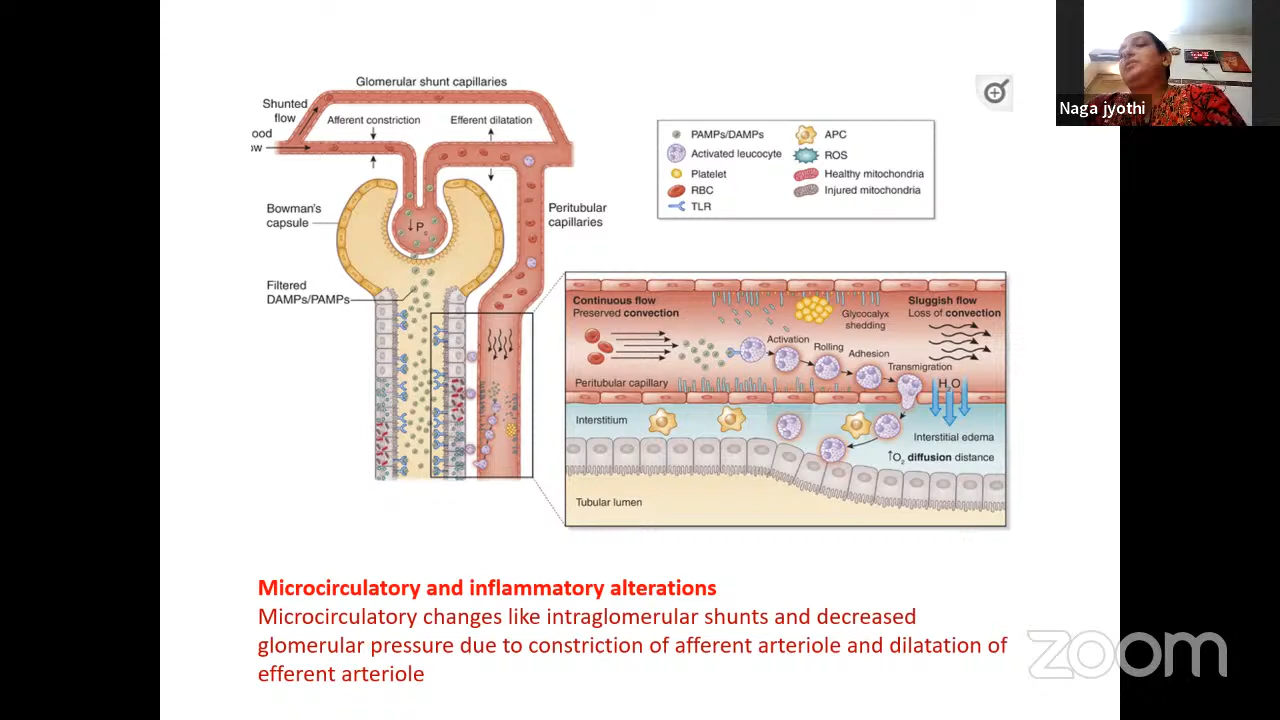 Glomerular shunt capillaries
Shunted
flow
Afferent constriction
Efferent dilatation
ood
ow
Bowman's
capsule
↓Pc
Peritubular
capillaries
Filtered
DAMPs/PAMPs
PAMPs/DAMPs
Activated leucocyte
Platelet
RBC
TLR
APC
ROS
Healthy mitochondria
Injured mitochondria
Continuous flow
Preserved convection
Glycocalyx
shedding
Sluggish flow
Loss of convection
Activation
Rolling
Adhesion
Transmigration
Peritubular capillary
H2O
Interstitium
Interstitial edema
↑O2 diffusion distance
Tubular lumen
Microcirculatory and inflammatory alterations
Microcirculatory changes like intraglomerular shunts and decreased
glomerular pressure due to constriction of afferent arteriole and dilatation of
efferent arteriole
Naga jyothi
zoom